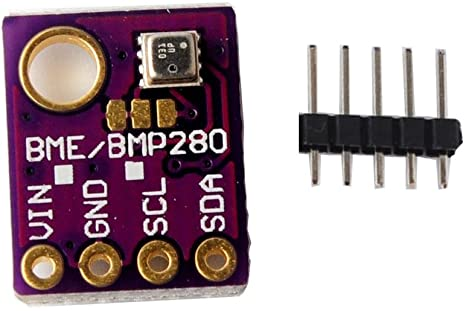 BME/BMP280
VIN
GND
SCL
SDA